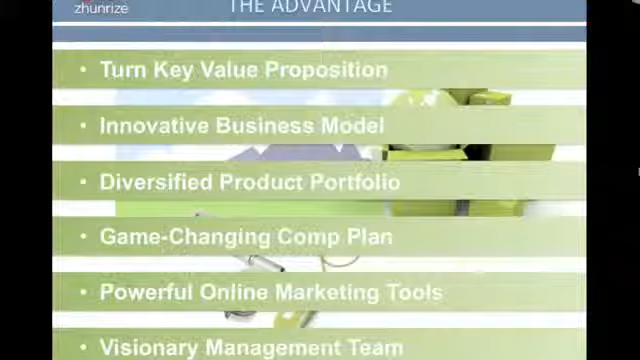 zhunrize
THE ADVANTAGE
• Turn Key Value Proposition
• Innovative Business Model
• Diversified Product Portfolio
• Game-Changing Comp Plan
• Powerful Online Marketing Tools
• Visionary Management Team